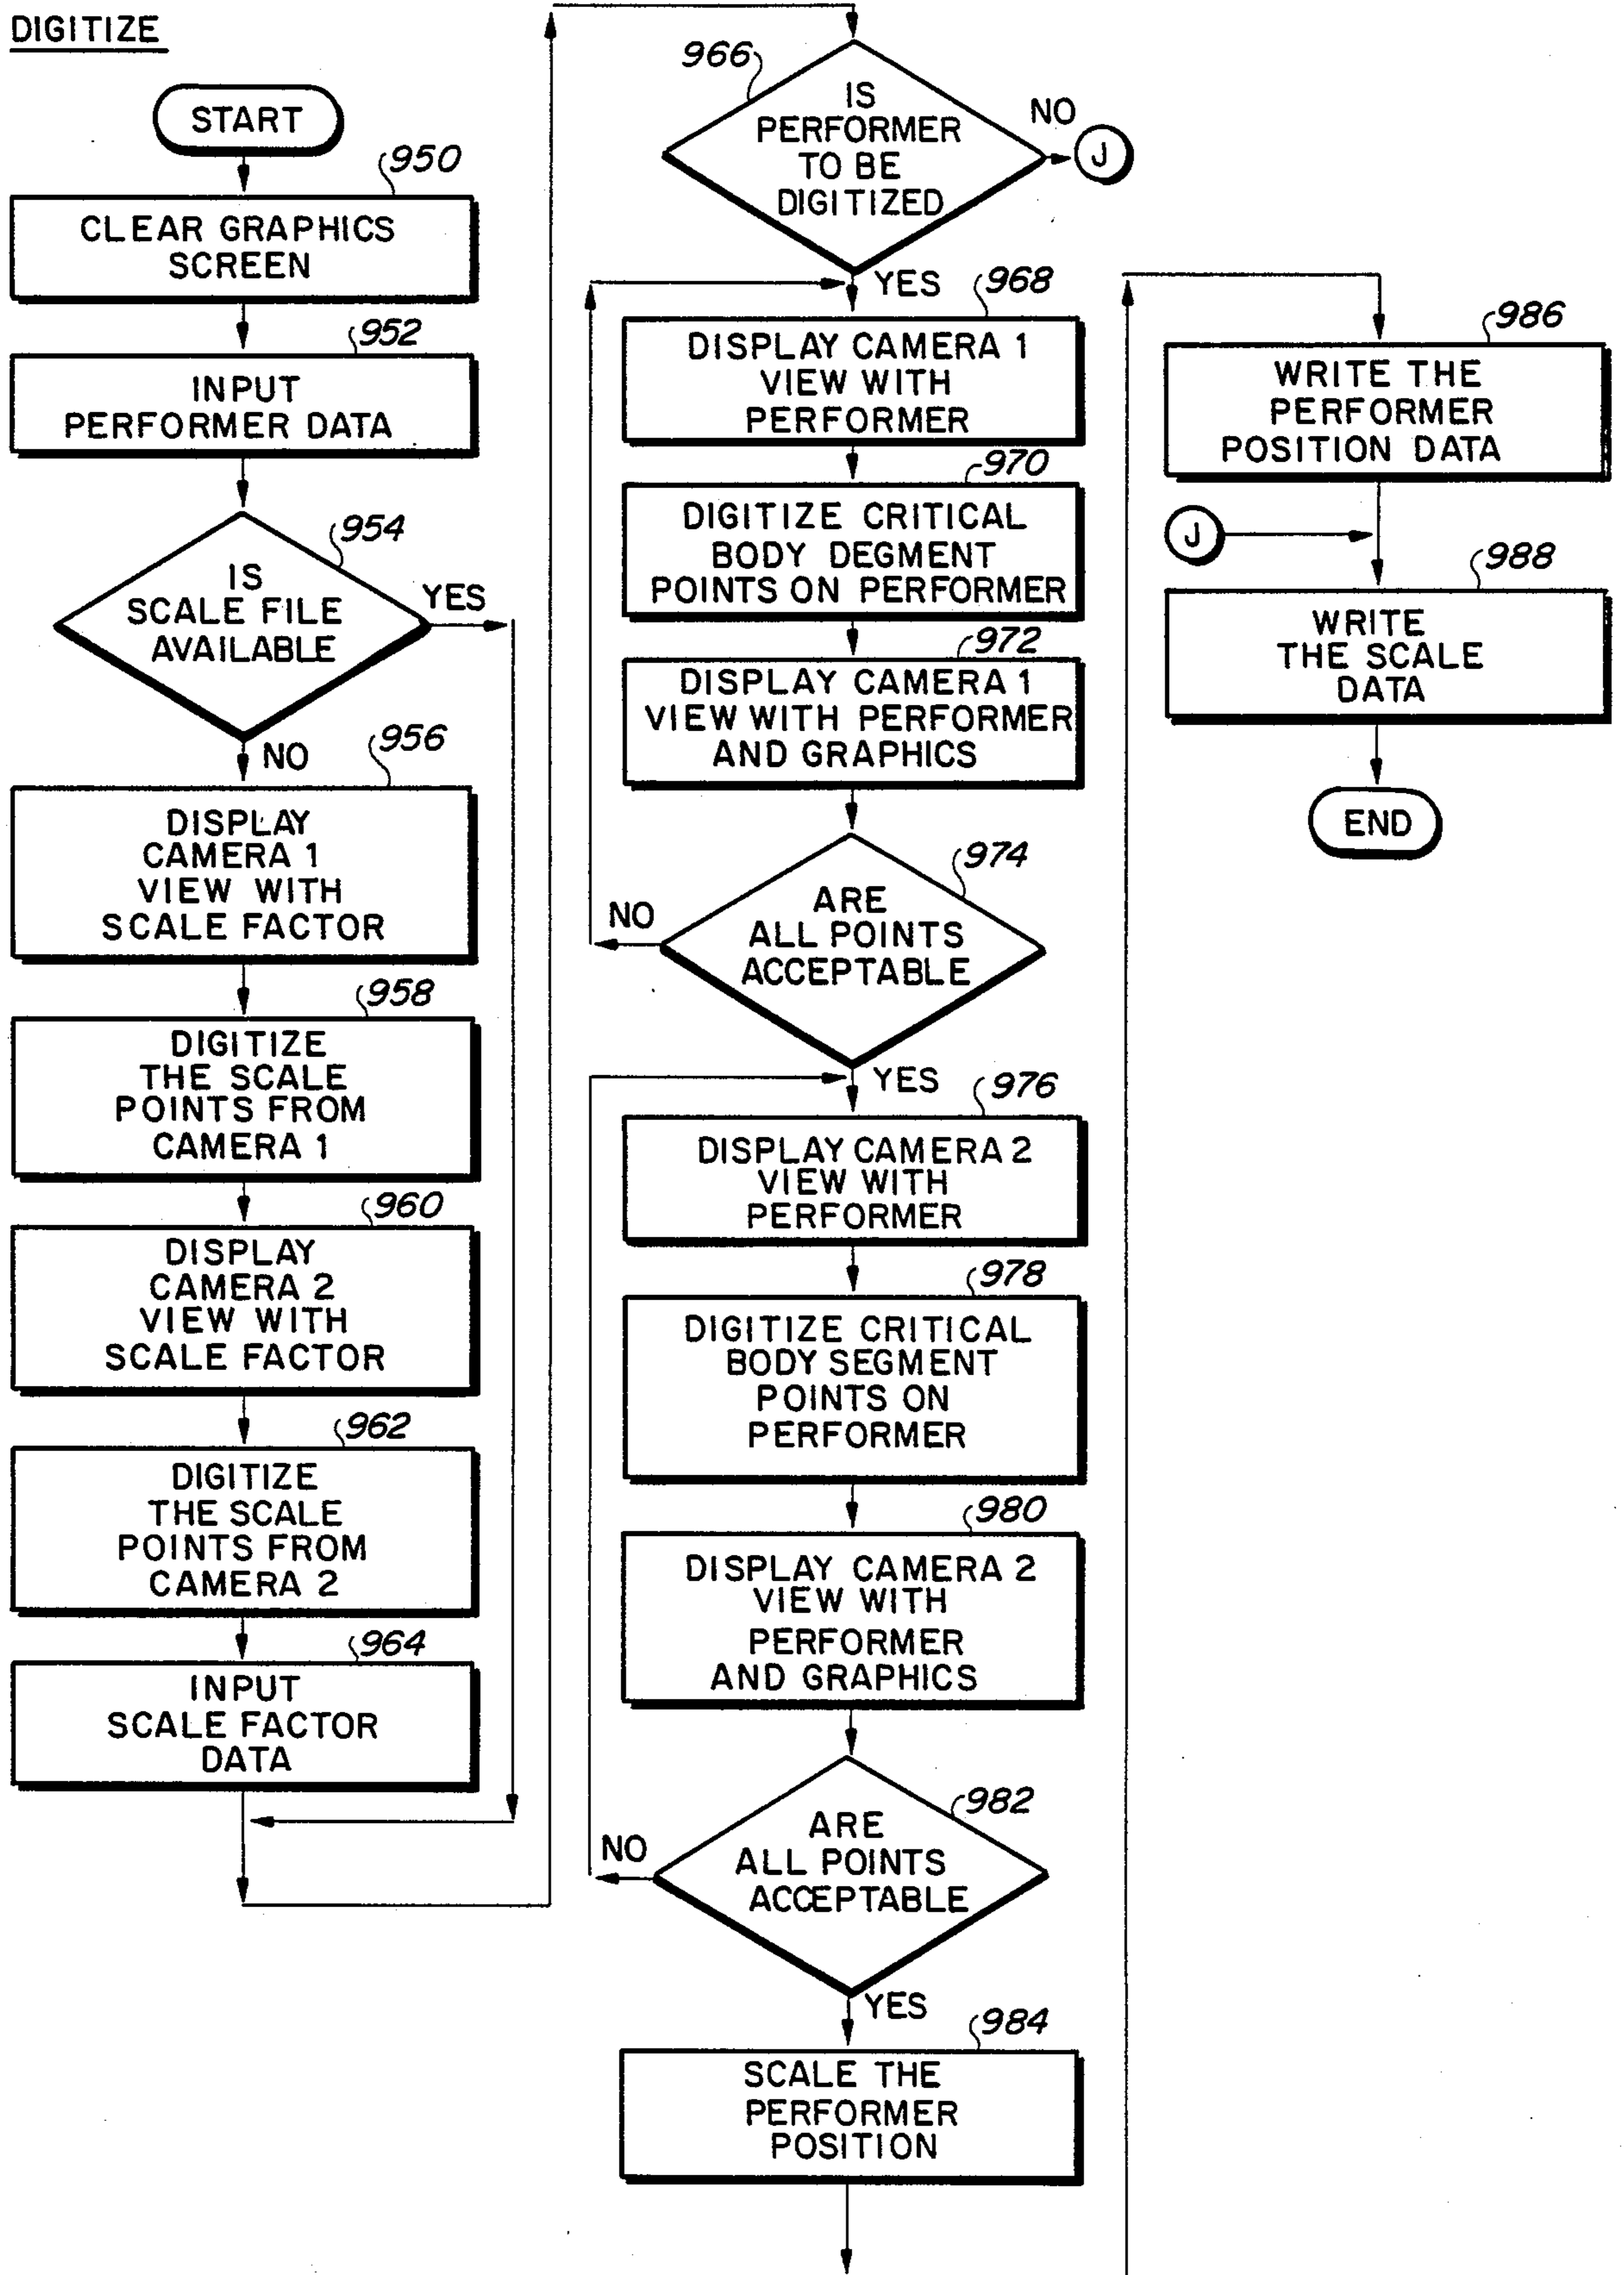 DIGITIZE
START
950
CLEAR GRAPHICS
SCREEN
952
INPUT
PERFORMER DATA
954
IS
SCALE FILE
AVAILABLE
YES
NO
956
DISPLAY
CAMERA 1
VIEW WITH
SCALE FACTOR
958
DIGITIZE
THE SCALE
POINTS FROM
CAMERA 1
960
DISPLAY
CAMERA 2
VIEW WITH
SCALE FACTOR
962
DIGITIZE
THE SCALE
POINTS FROM
CAMERA 2
964
INPUT
SCALE FACTOR
DATA
966
IS
PERFORMER
TO BE
DIGITIZED
NO
J
YES
968
DISPLAY CAMERA 1
VIEW WITH
PERFORMER
970
DIGITIZE CRITICAL
BODY DEGMENT
POINTS ON PERFORMER
972
DISPLAY CAMERA 1
VIEW WITH PERFORMER
AND GRAPHICS
974
ARE
ALL POINTS
ACCEPTABLE
NO
YES
976
DISPLAY CAMERA 2
VIEW WITH
PERFORMER
978
DIGITIZE CRITICAL
BODY SEGMENT
POINTS ON
PERFORMER
980
DISPLAY CAMERA 2
VIEW WITH
PERFORMER
AND GRAPHICS
982
ARE
ALL POINTS
ACCEPTABLE
NO
YES
984
SCALE THE
PERFORMER
POSITION
986
WRITE THE
PERFORMER
POSITION DATA
J
988
WRITE
THE SCALE
DATA
END